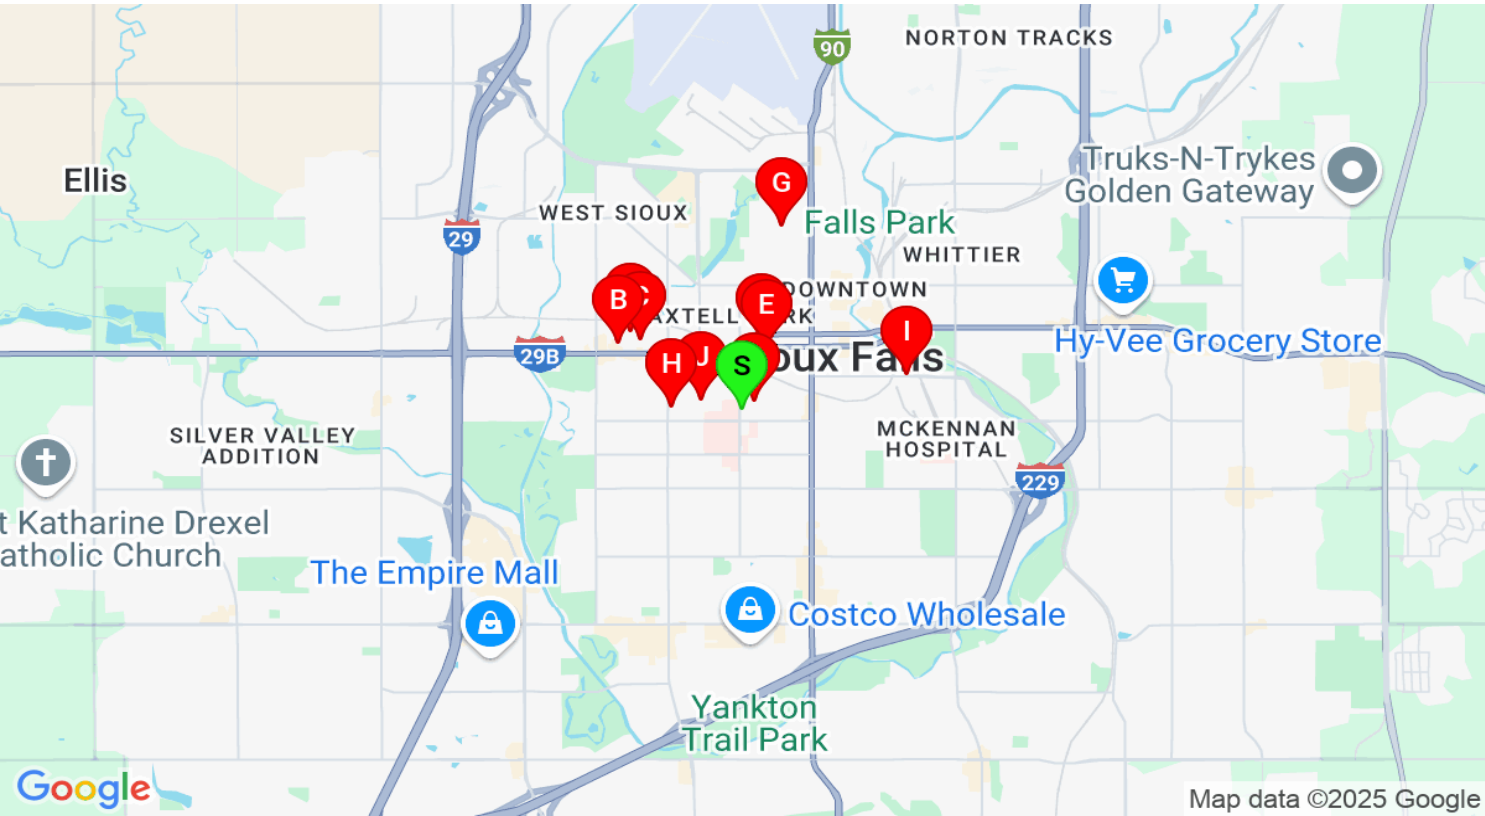 NORTON TRACKS
90
Truks-N-Trykes
Golden Gateway
Ellis
G
WEST SIOUX
Falls Park
29
WHITTIER
DOWNTOWN
B
C
E
I
Hy-Vee Grocery Store
29B
H
J
S
Sioux Falls
SILVER VALLEY
ADDITION
MCKENNAN
HOSPITAL
229
t Katharine Drexel
atholic Church
The Empire Mall
Costco Wholesale
Yankton
Trail Park
Google
Map data ©2025 Google